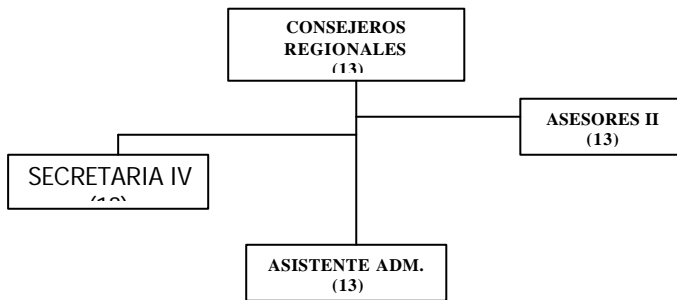 CONSEJEROS
REGIONALES
(13)
ASESORES II
(13)
SECRETARIA IV
ASISTENTE ADM.
(13)